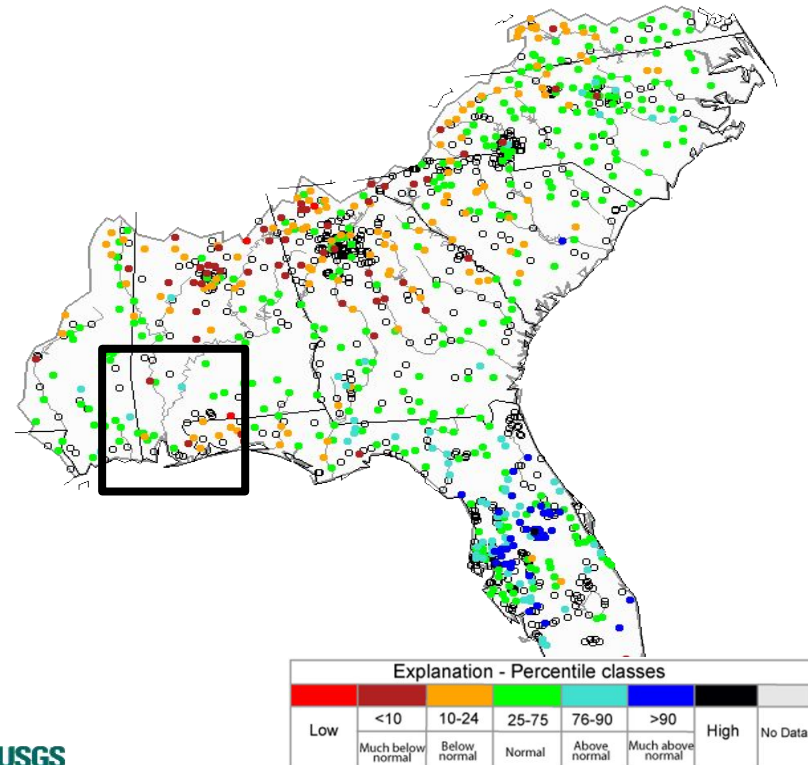 Explanation - Percentile classes
Low
<10
10-24
25-75
76-90
>90
High
No Data
Much below normal
Below normal
Normal
Above normal
Much above normal
USGS